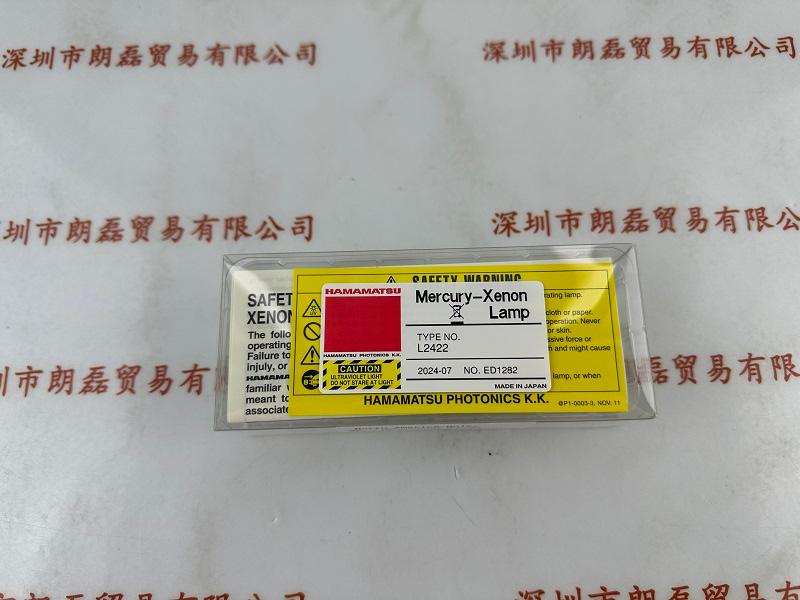 深圳市朗磊贸易有限公司
深圳市朗磊贸易有限公司
圳市朗磊贸易有限公司
深圳市朗磊贸易有限公
SAFETY WARNING
SAFET
XENON
The follo
operating
Failure to
injury, or
HAMAMA
familiar
meant to
associate
UV
HAMAMATSU
HAMAMATSU PHOTONICS K.K.
CAUTION
ULTRAVIOLET LIGHT
DO NOT STARE AT LIGHT
Mercury-Xenon
Lamp
TYPE NO.
L2422
2024-07 NO. ED1282
MADE IN JAPAN
rating lamp.
cloth or paper.
operation. Never
or skin.
ssive force or
h and might cause
lamp, or when
HAMAMATSU PHOTONICS K.K.
@P1-0003-3, NOV. 11
圳市朗磊贸易
贸易有限公司